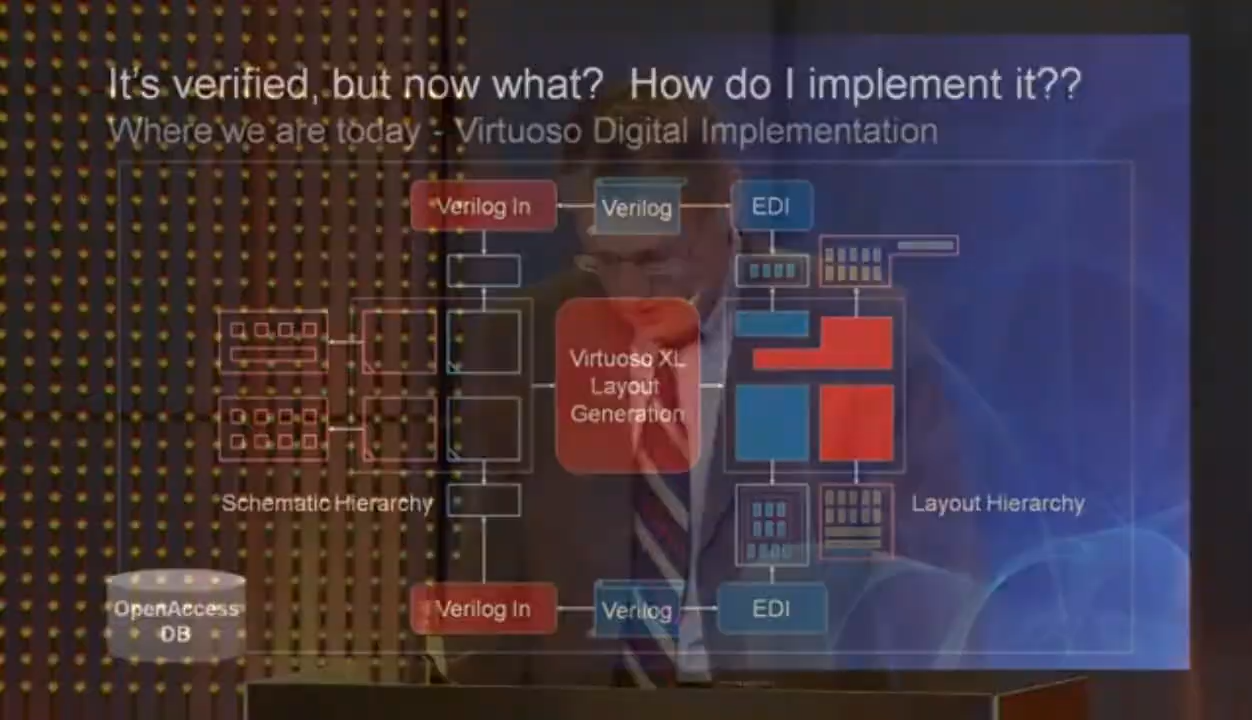 It's verified, but now what? How do I implement it??
Where we are today - Virtuoso Digital Implementation
Verilog In
Verilog
EDI
Virtuoso XL
Layout
Generation
Schematic Hierarchy
Layout Hierarchy
OpenAccess
DB
Verilog In
Verilog
EDI